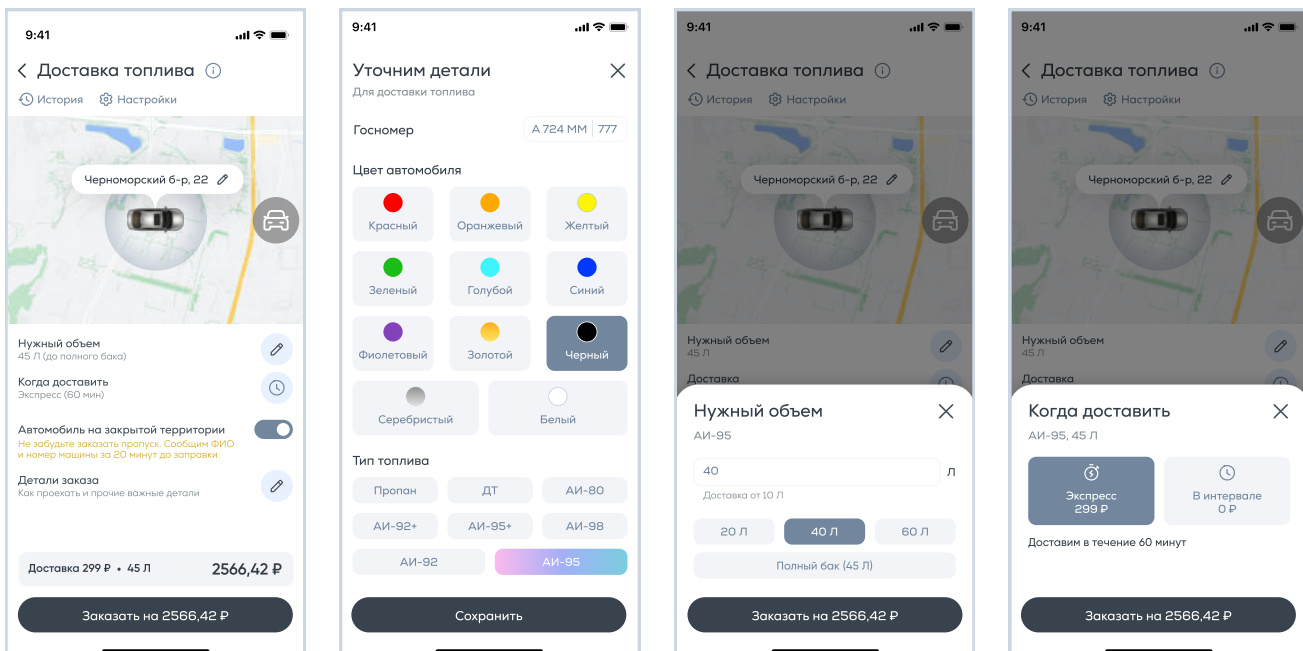 9:41
Доставка топлива
История Настройки
Черноморский б-р, 22
Нужный объем
45 Л (до полного бака)
Когда доставить
Экспресс (60 мин)
Автомобиль на закрытой территории
Не забудьте заказать пропуск. Сообщим ФИО
и номер машины за 20 минут до заправки.
Детали заказа
Как проехать и прочие важные детали
Доставка 299 ₽ • 45 Л 2566,42 ₽
Заказать на 2566,42 ₽
9:41
Уточним детали
Для доставки топлива
Госномер А 724 ММ 777
Цвет автомобиля
Красный Оранжевый Желтый
Зеленый Голубой Синий
Фиолетовый Золотой Черный
Серебристый Белый
Тип топлива
Пропан ДТ АИ-80
АИ-92+ АИ-95+ АИ-98
АИ-92 АИ-95
Сохранить
9:41
Доставка топлива
История Настройки
Черноморский б-р, 22
Нужный объем
45 Л
Доставка
Нужный объем
АИ-95
40 Л
Доставка от 10 Л
20 Л 40 Л 60 Л
Полный бак (45 Л)
Заказать на 2566,42 ₽
9:41
Доставка топлива
История Настройки
Черноморский б-р, 22
Нужный объем
45 Л
Доставка
Когда доставить
АИ-95, 45 Л
Экспресс В интервале
299 ₽ 0 ₽
Доставим в течение 60 минут
Заказать на 2566,42 ₽